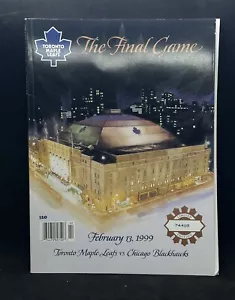 TORONTO
MAPLE
LEAFS
The Final Game
February 13, 1999
Toronto Maple Leafs vs Chicago Blackhawks